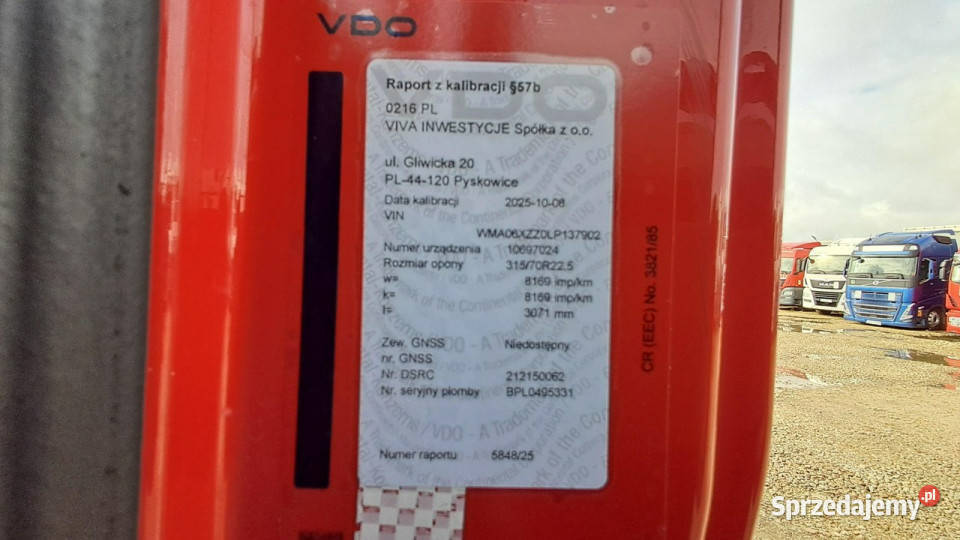 VDO
Raport z kalibracji §57b
0216 PL
VIVA INWESTYCJE Spółka z o.o.
ul. Gliwicka 20
PL-44-120 Pyskowice
Data kalibracji 2025-10-08
VIN
WMA06XZZ0LP137902
Numer urządzenia 10697024
Rozmiar opony 315/70R22.5
w= 8169 imp/km
k= 8169 imp/km
l= 3071 mm
Zew. GNSS Niedostępny
nr. GNSS
Nr. DSRC 212150062
Nr. seryjny plomby BPL0495331
Numer raportu 5848/25
CR (EEC) No. 3821/85
Sprzedajemy.pl